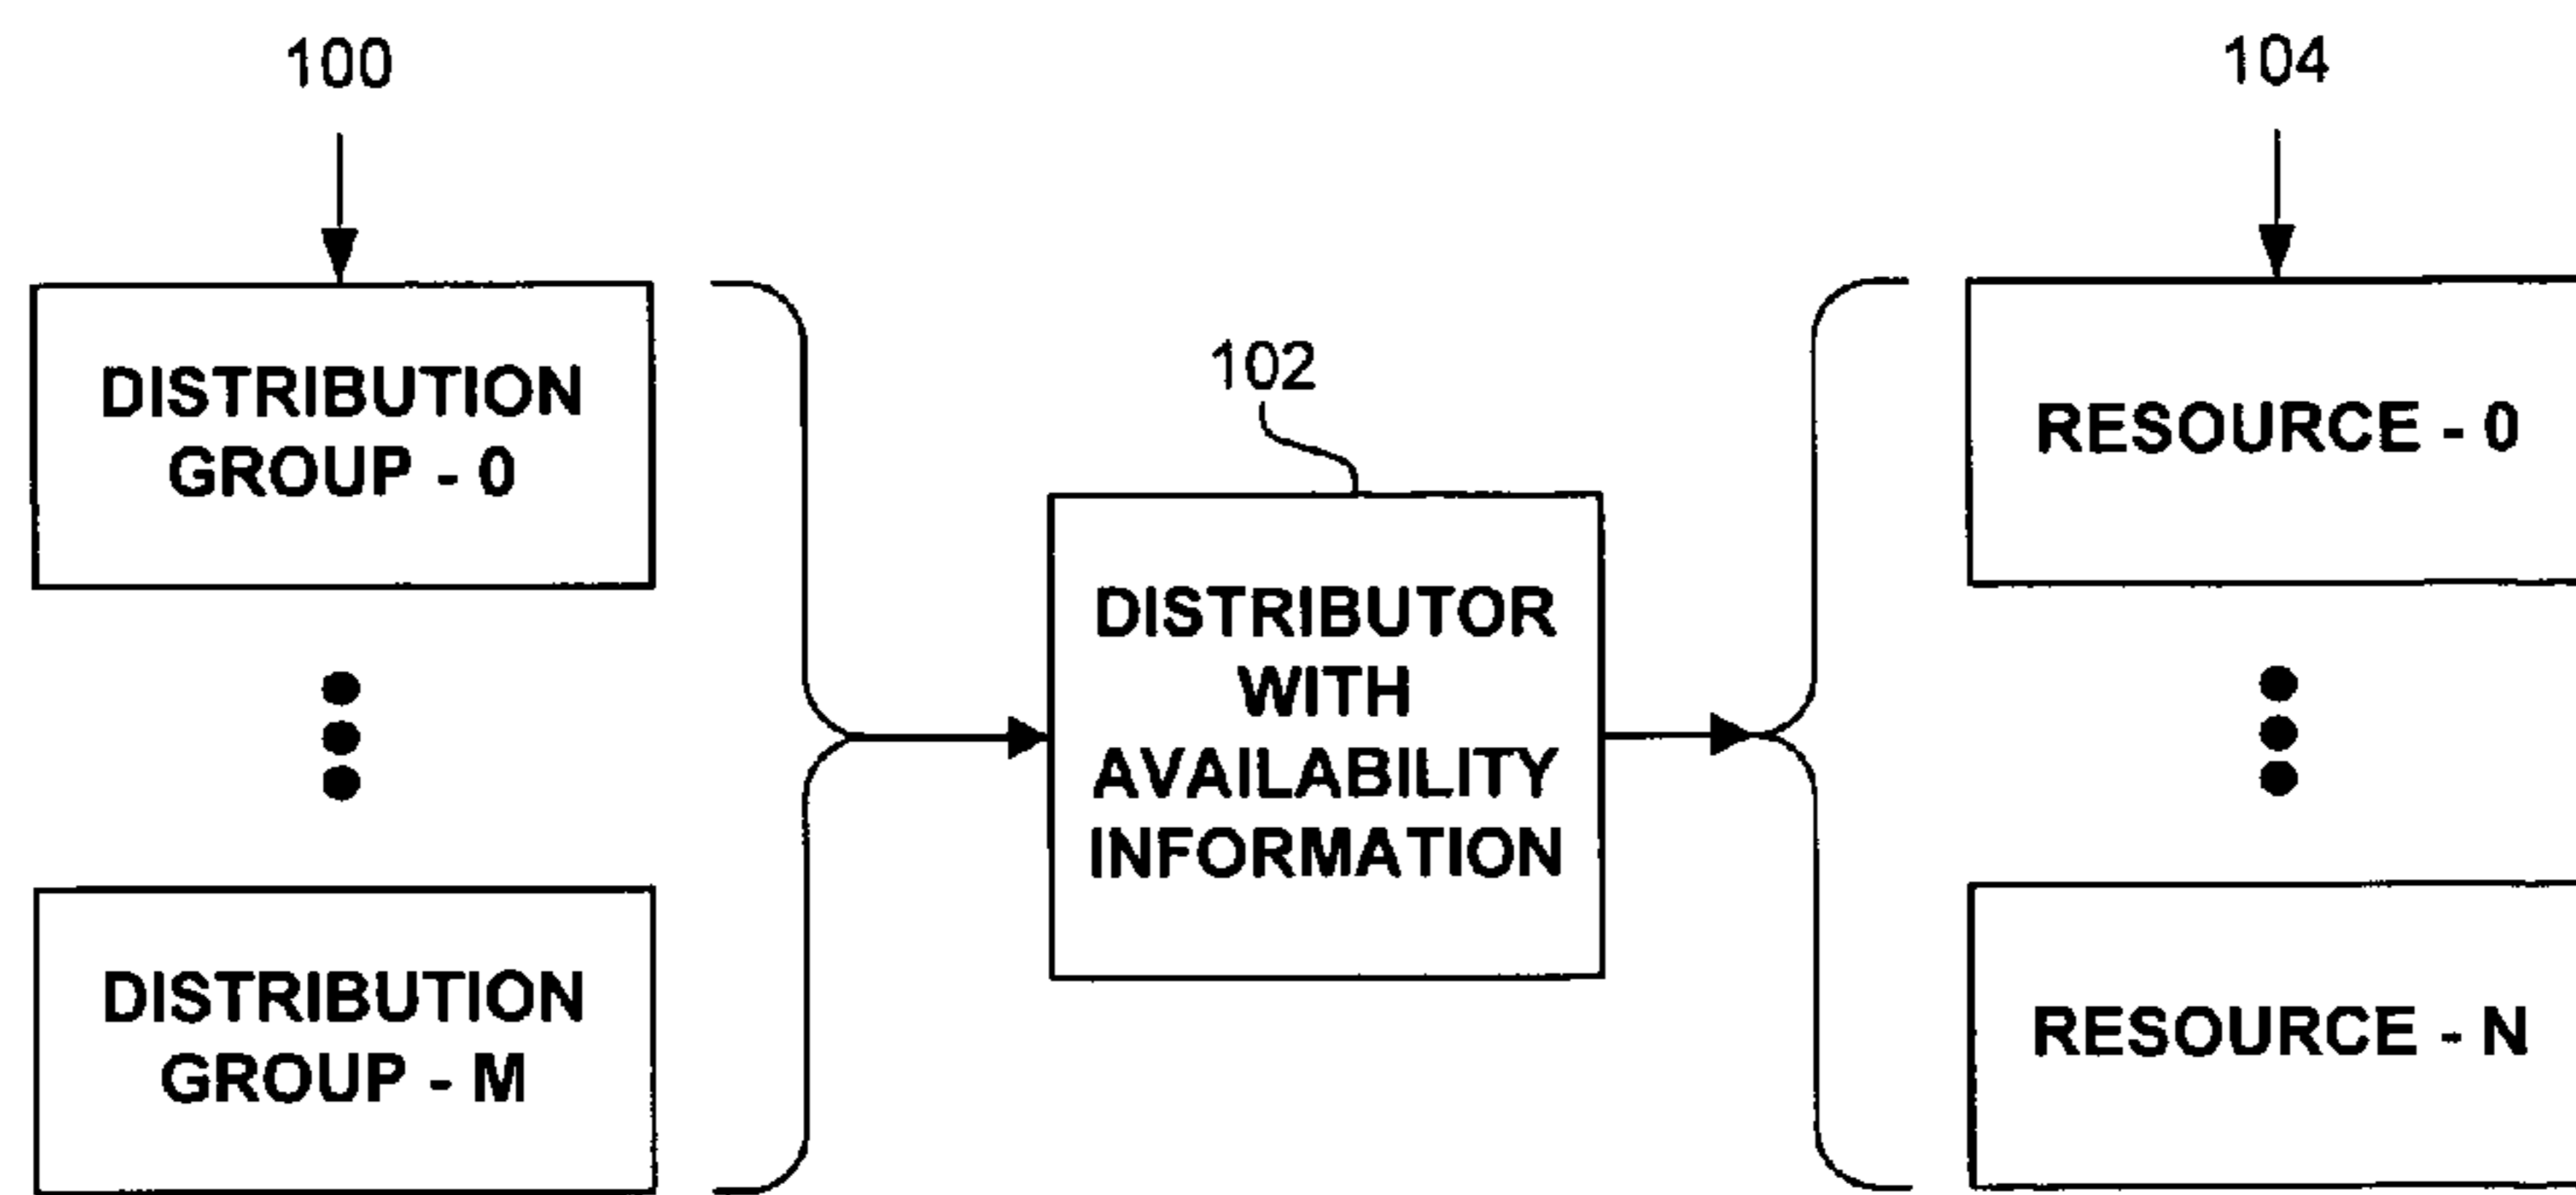 100
104
102
DISTRIBUTION
GROUP - 0
RESOURCE - 0
DISTRIBUTOR
WITH
AVAILABILITY
INFORMATION
DISTRIBUTION
GROUP - M
RESOURCE - N